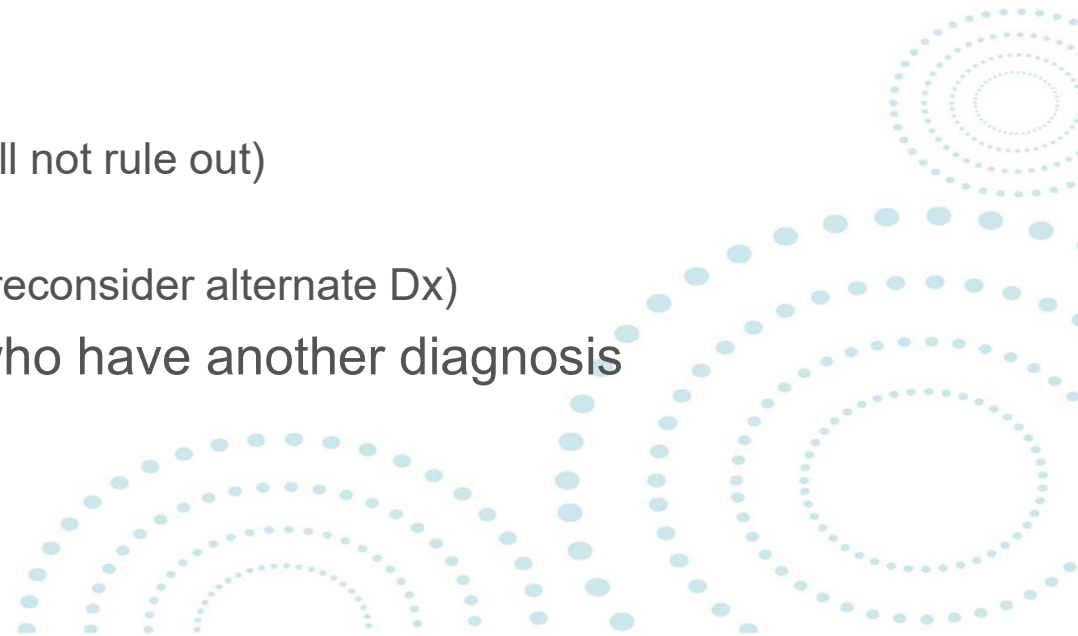 ll not rule out)
reconsider alternate Dx)
who have another diagnosis